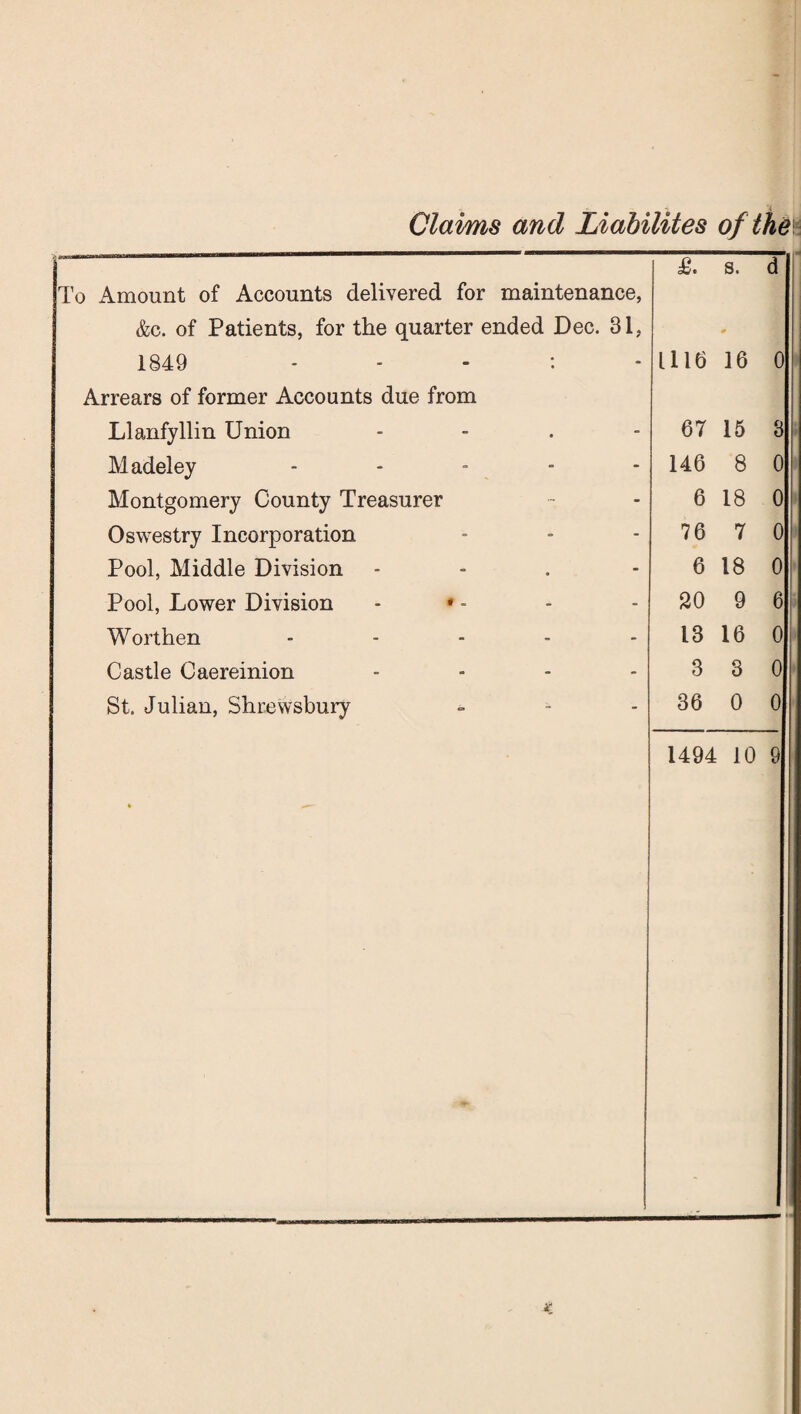 Claims and Liabilites of the
£. s. d
To Amount of Accounts delivered for maintenance,
&c. of Patients, for the quarter ended Dec. 31,
1849 - - - : - 1116 16 0
Arrears of former Accounts due from
Llanfyllin Union - - . - 67 15 3
Madeley - - - - - 146 8 0
Montgomery County Treasurer - - 6 18 0
Oswestry Incorporation - - - 76 7 0
Pool, Middle Division - - . - 6 18 0
Pool, Lower Division - - - - 20 9 6
Worthen - - - - - 13 16 0
Castle Caereinion - - - - 3 3 0
St. Julian, Shrewsbury - - - 36 0 0
1494 10 9